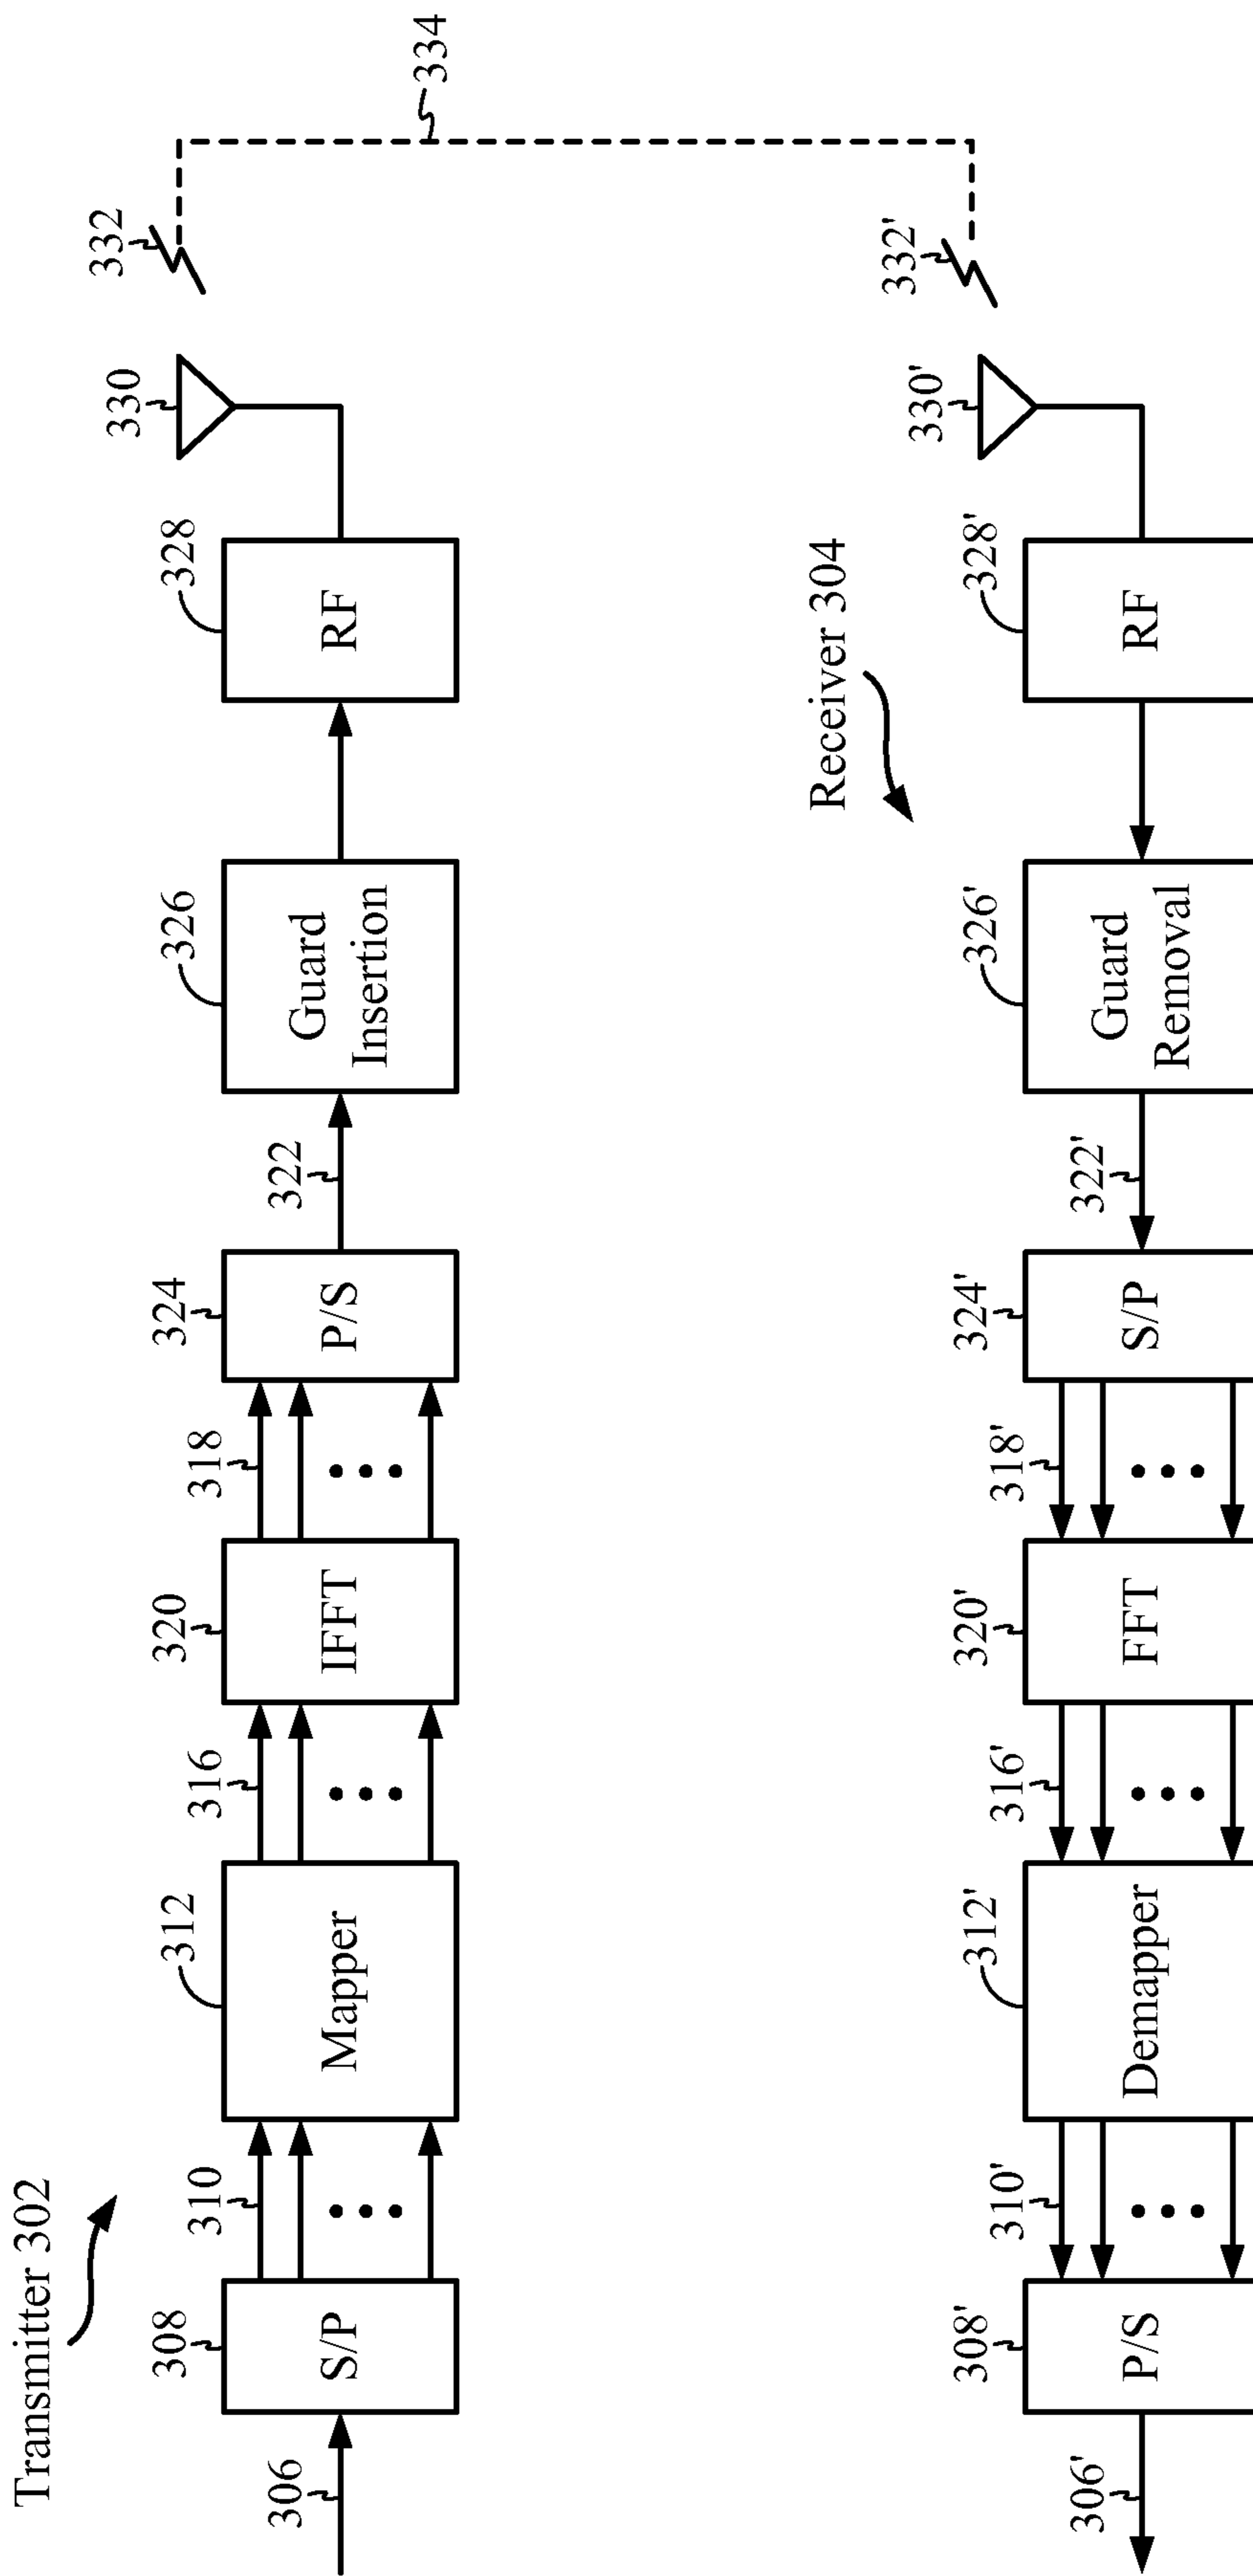 Transmitter 302
306
308
S/P
310
312
Mapper
316
320
IFFT
318
324
P/S
322
326
Guard
Insertion
328
RF
330
332
334
Receiver 304
306'
308'
P/S
310'
312'
Demapper
316'
320'
FFT
318'
324'
S/P
322'
326'
Guard
Removal
328'
RF
330'
332'